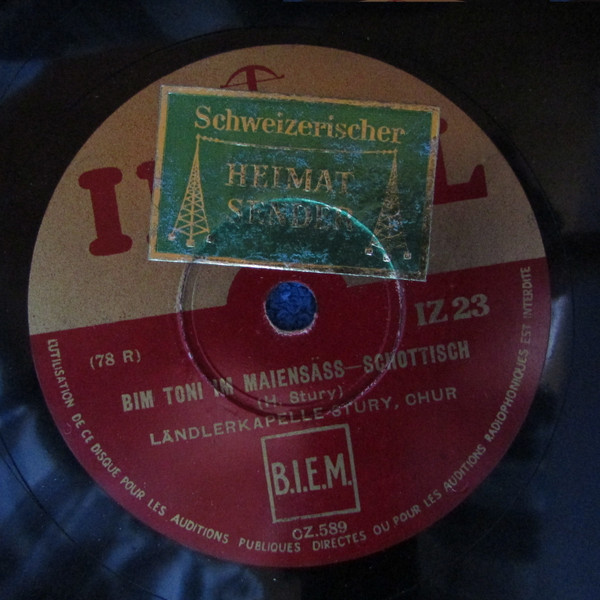 Schweizerischer
HEIMAT
SENDER
IZ 23
(78 R)
BIM TONI IM MAIENSÄSS—SCHOTTISCH
(H. Stury)
LÄNDLERKAPELLE STURY, CHUR
B.I.E.M.
OZ.589
L'UTILISATION DE CE DISQUE POUR LES AUDITIONS PUBLIQUES DIRECTES OU POUR LES AUDITIONS RADIOPHONIQUES EST INTERDITE